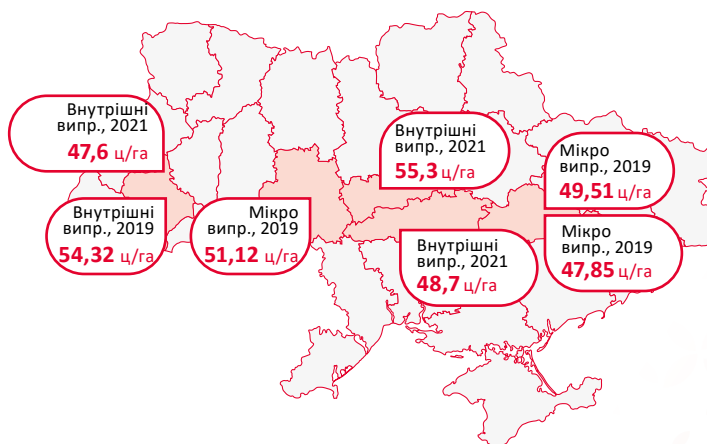 Внутрішні
випр., 2021
47,6 ц/га
Внутрішні
випр., 2021
55,3 ц/га
Мікро
випр., 2019
49,51 ц/га
Внутрішні
випр., 2019
54,32 ц/га
Мікро
випр., 2019
51,12 ц/га
Внутрішні
випр., 2021
48,7 ц/га
Мікро
випр., 2019
47,85 ц/га